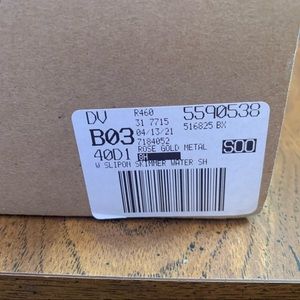 DV R460 5590538
31 7715 516825 BX
B03 04/13/21
7184052
40D1 ROSE GOLD METAL S00
8H
W SLIPON SKIMMER WATER SH